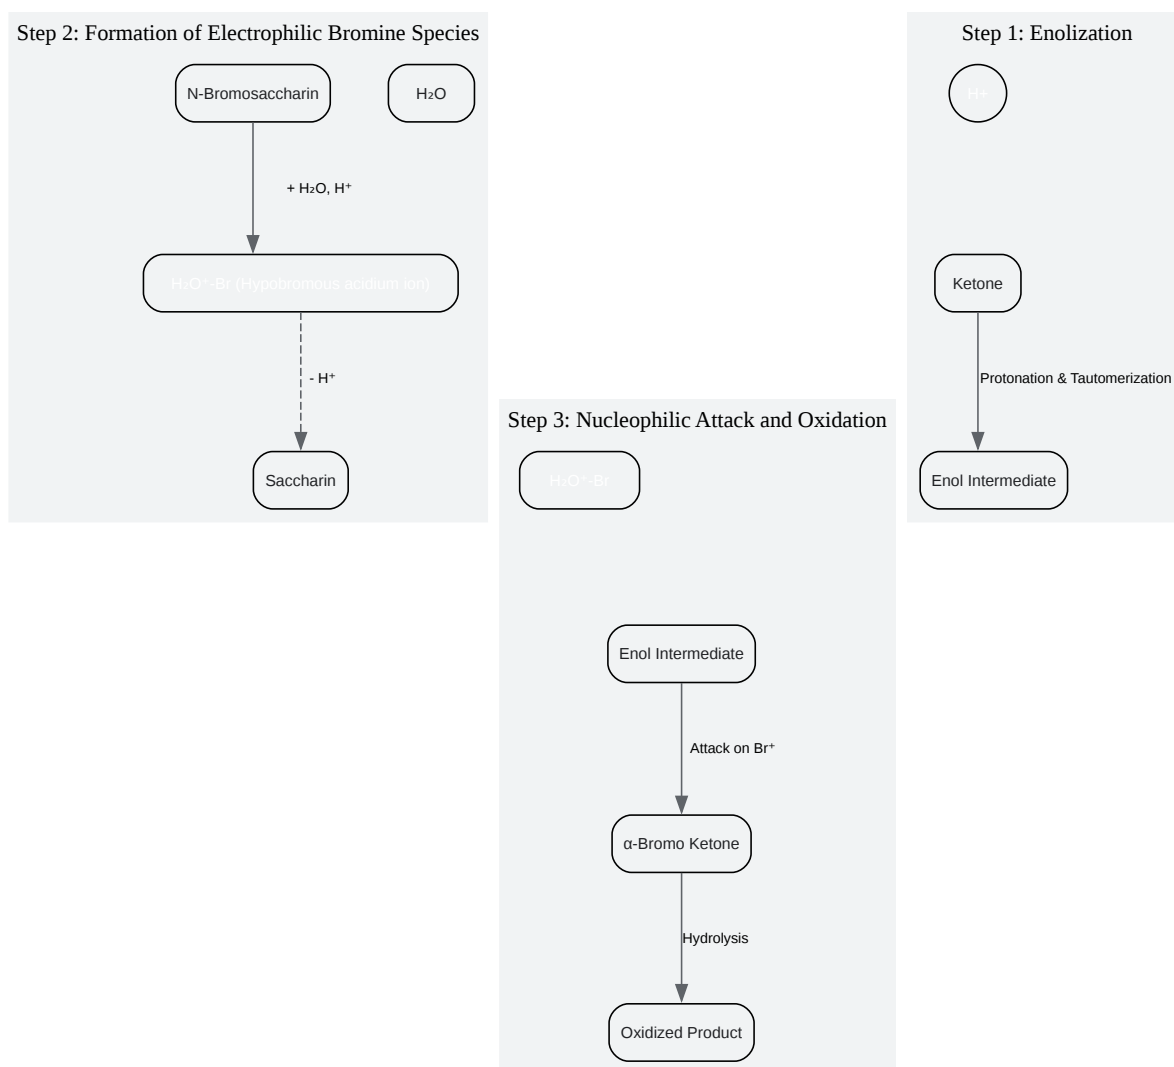 Step 2: Formation of Electrophilic Bromine Species
N-Bromosaccharin
H₂O
+ H₂O, H⁺
H₂O⁺-Br (Hypobromous acidium ion)
- H⁺
Saccharin
Step 1: Enolization
H+
Ketone
Protonation & Tautomerization
Enol Intermediate
Step 3: Nucleophilic Attack and Oxidation
H₂O⁺-Br
Enol Intermediate
Attack on Br⁺
α-Bromo Ketone
Hydrolysis
Oxidized Product